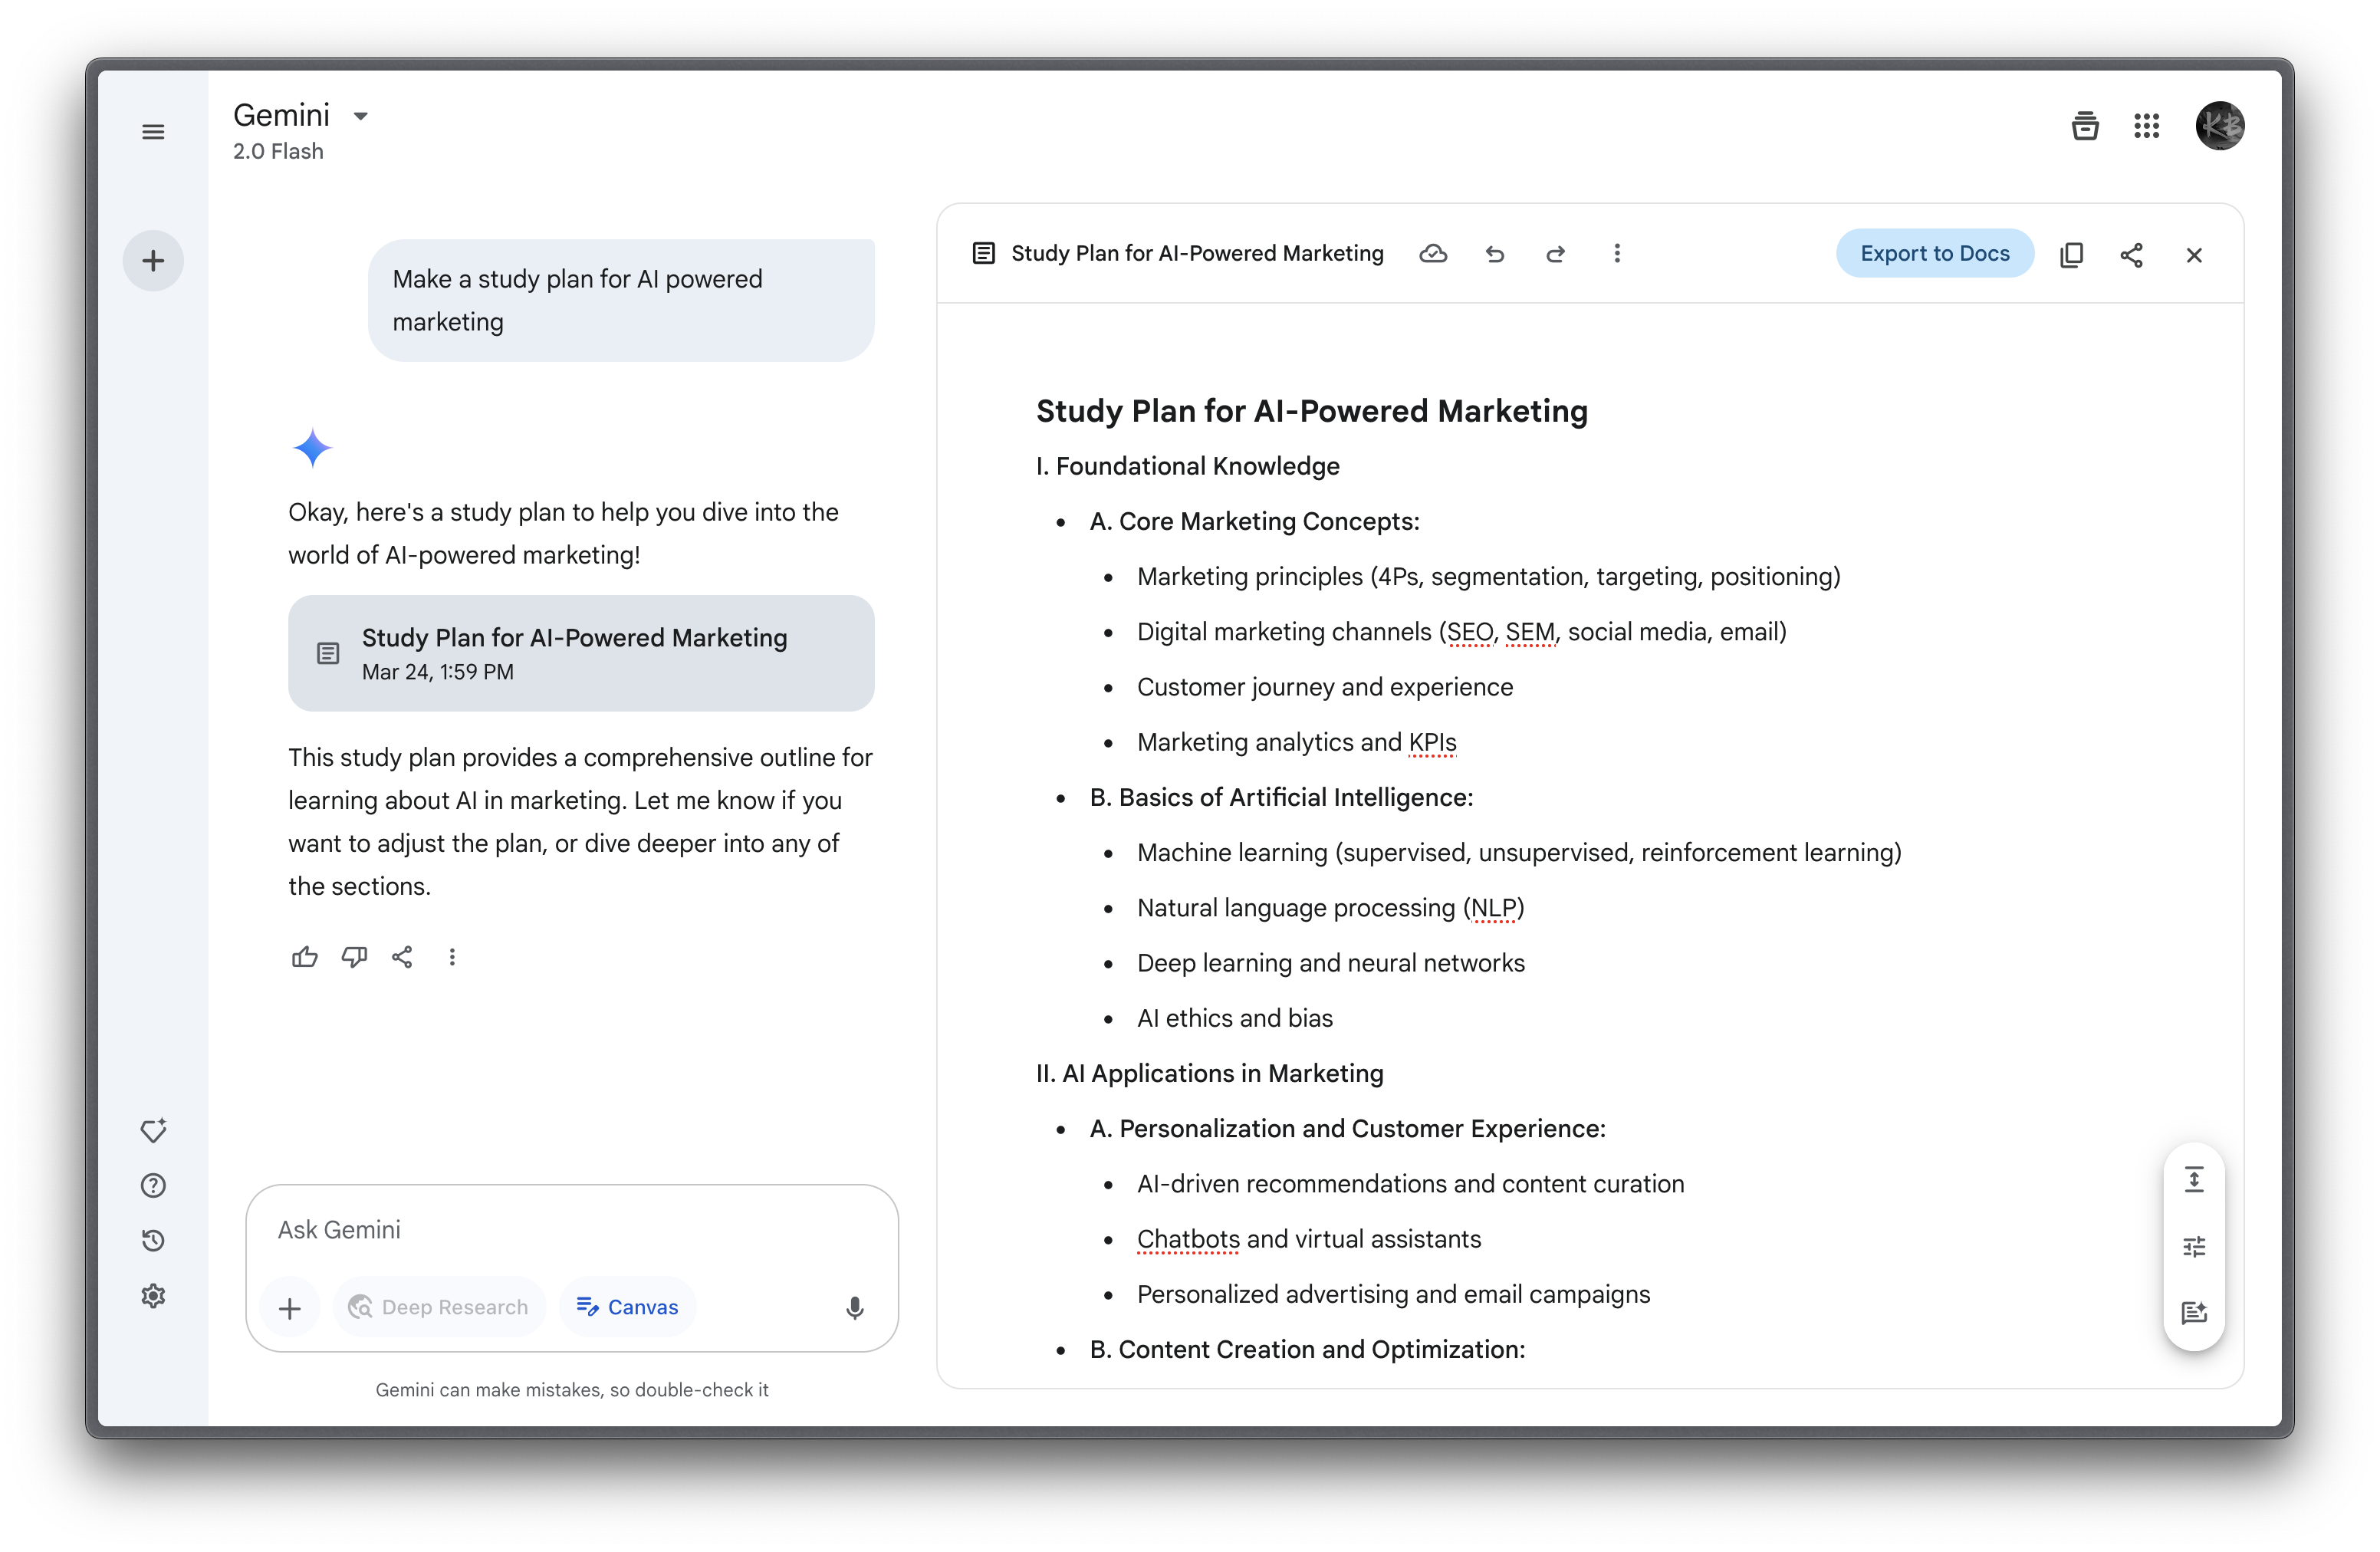 Gemini
2.0 Flash
Make a study plan for AI powered
marketing
Okay, here's a study plan to help you dive into the
world of AI-powered marketing!
Study Plan for AI-Powered Marketing
Mar 24, 1:59 PM
This study plan provides a comprehensive outline for
learning about AI in marketing. Let me know if you
want to adjust the plan, or dive deeper into any of
the sections.
Ask Gemini
Deep Research
Canvas
Gemini can make mistakes, so double-check it
KB
Study Plan for AI-Powered Marketing
Export to Docs
Study Plan for AI-Powered Marketing
I. Foundational Knowledge
• A. Core Marketing Concepts:
• Marketing principles (4Ps, segmentation, targeting, positioning)
• Digital marketing channels (SEO, SEM, social media, email)
• Customer journey and experience
• Marketing analytics and KPIs
• B. Basics of Artificial Intelligence:
• Machine learning (supervised, unsupervised, reinforcement learning)
• Natural language processing (NLP)
• Deep learning and neural networks
• AI ethics and bias
II. AI Applications in Marketing
• A. Personalization and Customer Experience:
• AI-driven recommendations and content curation
• Chatbots and virtual assistants
• Personalized advertising and email campaigns
• B. Content Creation and Optimization: